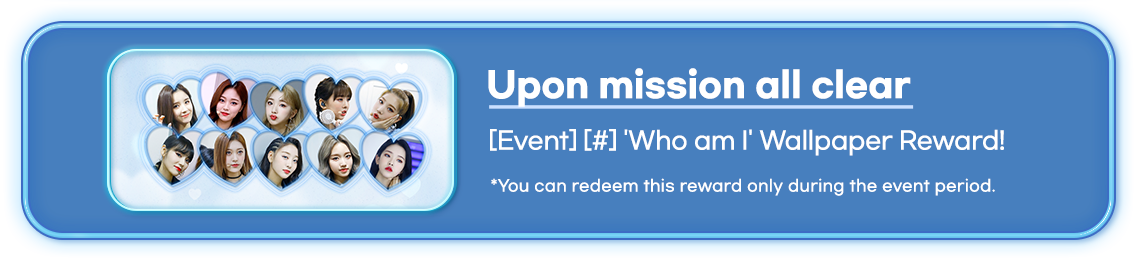 Upon mission all clear
[Event] [#] 'Who am I' Wallpaper Reward!
*You can redeem this reward only during the event period.